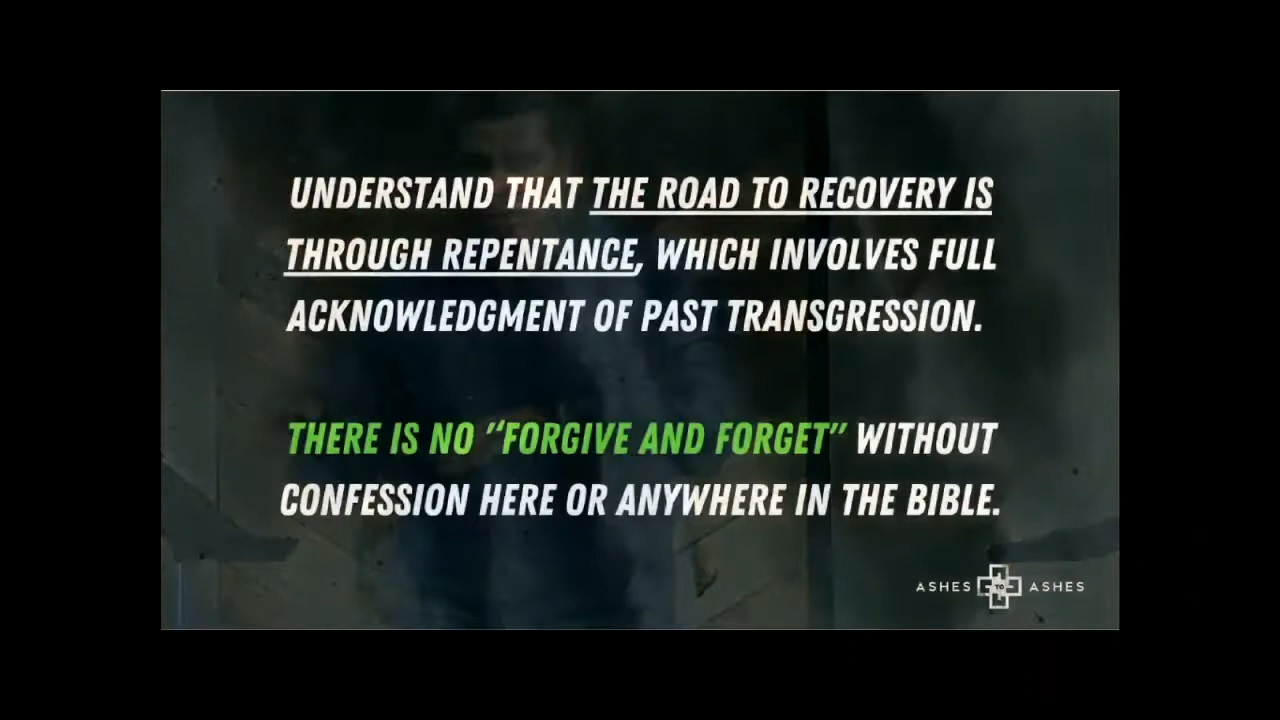 UNDERSTAND THAT THE ROAD TO RECOVERY IS
THROUGH REPENTANCE, WHICH INVOLVES FULL
ACKNOWLEDGMENT OF PAST TRANSGRESSION.
THERE IS NO “FORGIVE AND FORGET” WITHOUT
CONFESSION HERE OR ANYWHERE IN THE BIBLE.
ASHES TO ASHES